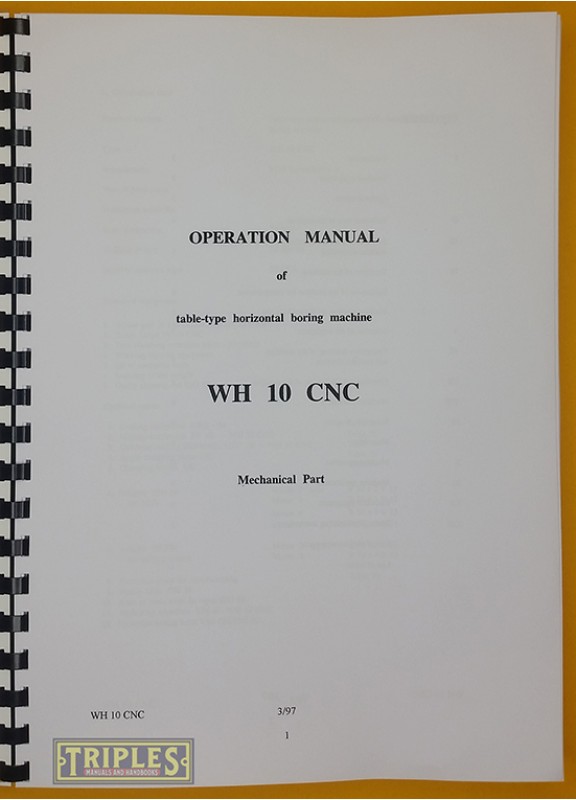 OPERATION MANUAL
of
table-type horizontal boring machine
WH 10 CNC
Mechanical Part
WH 10 CNC
3/97
1
TRIPLES
MANUALS AND HANDBOOKS